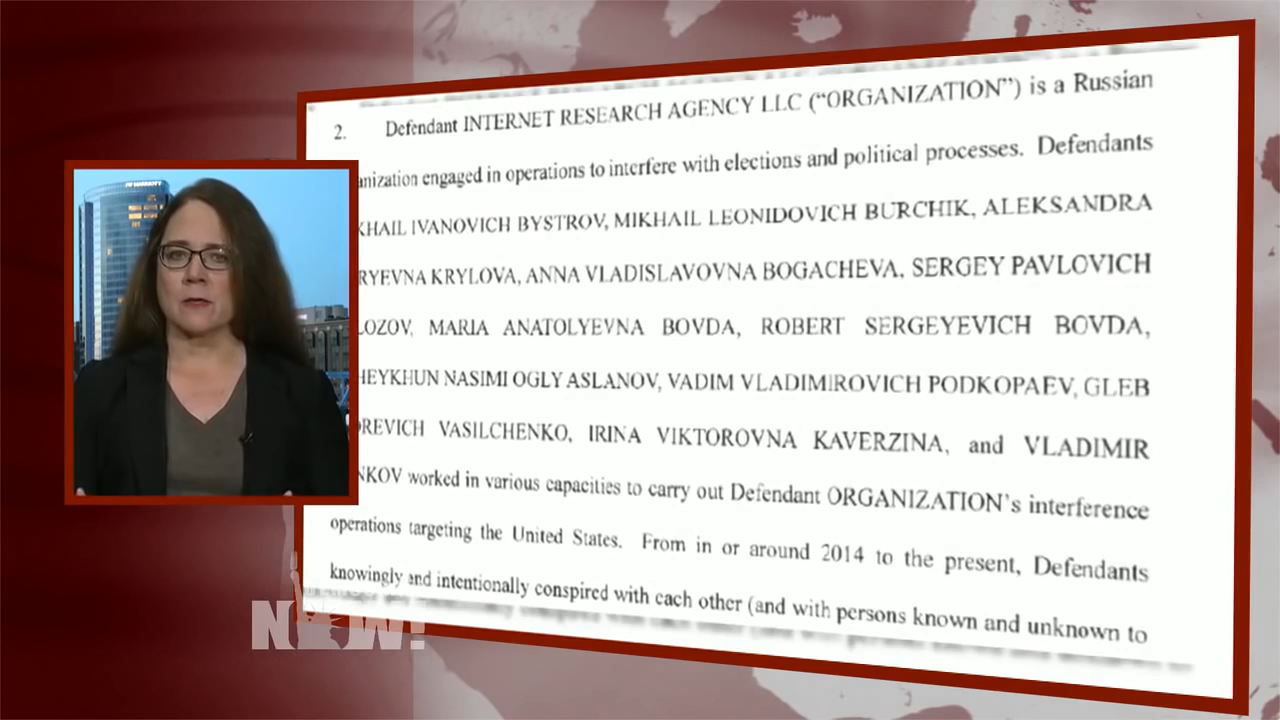 2. Defendant INTERNET RESEARCH AGENCY LLC (“ORGANIZATION”) is a Russian
anization engaged in operations to interfere with elections and political processes. Defendants
KHAIL IVANOVICH BYSTROV, MIKHAIL LEONIDOVICH BURCHIK, ALEKSANDRA
RYEVNA KRYLOVA, ANNA VLADISLAVOVNA BOGACHEVA, SERGEY PAVLOVICH
LOZOV, MARIA ANATOLYEVNA BOVDA, ROBERT SERGEYEVICH BOVDA,
HEYKHUN NASIMI OGLY ASLANOV, VADIM VLADIMIROVICH PODKOPAEV, GLEB
OREVICH VASILCHENKO, IRINA VIKTOROVNA KAVERZINA, and VLADIMIR
NKOV worked in various capacities to carry out Defendant ORGANIZATION’s interference
operations targeting the United States. From in or around 2014 to the present, Defendants
knowingly and intentionally conspired with each other (and with persons known and unknown to
NOW!